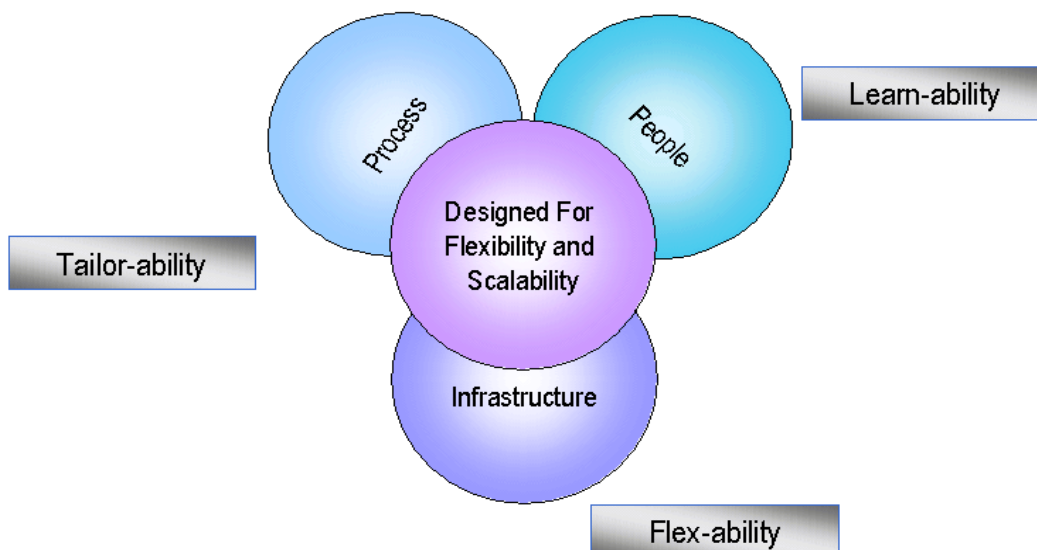 Process
People
Learn-ability
Designed For
Flexibility and
Scalability
Tailor-ability
Infrastructure
Flex-ability